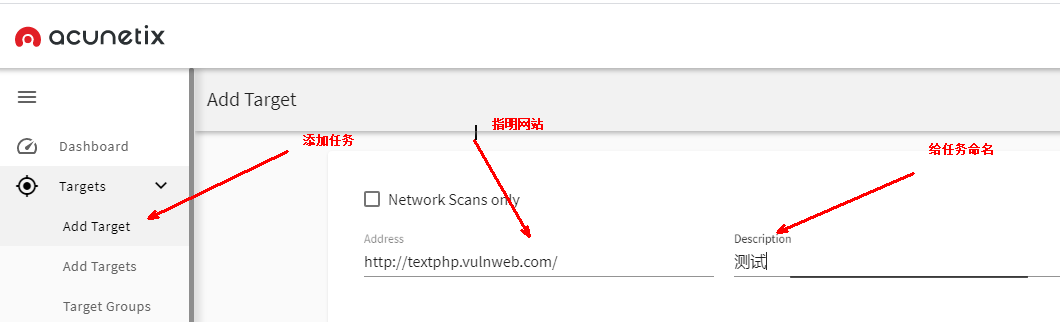 acunetix
Add Target
添加任务
指明网站
给任务命名
Dashboard
Targets
Add Target
Add Targets
Target Groups
Network Scans only
Address
Description
http://textphp.vulnweb.com/
测试